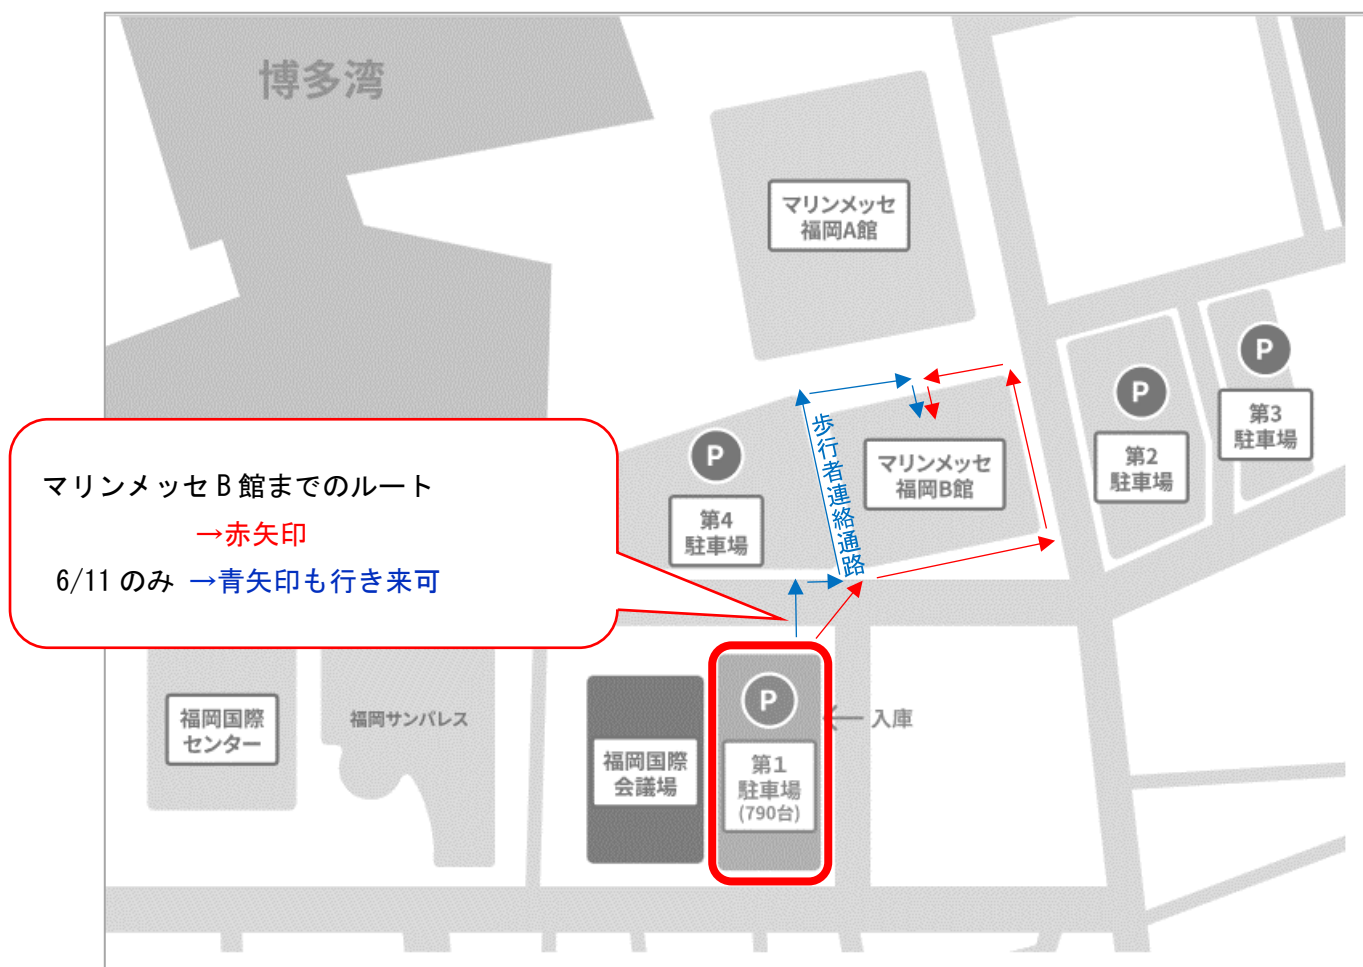 博多湾
マリンメッセ
福岡A館
P
第3
駐車場
P
第2
駐車場
歩行者連絡通路
マリンメッセ
福岡B館
P
第4
駐車場
マリンメッセ B 館までのルート
→赤矢印
6/11 のみ →青矢印も行き来可
福岡国際
センター
福岡サンパレス
福岡国際
会議場
P
第1
駐車場
(790台)
入庫